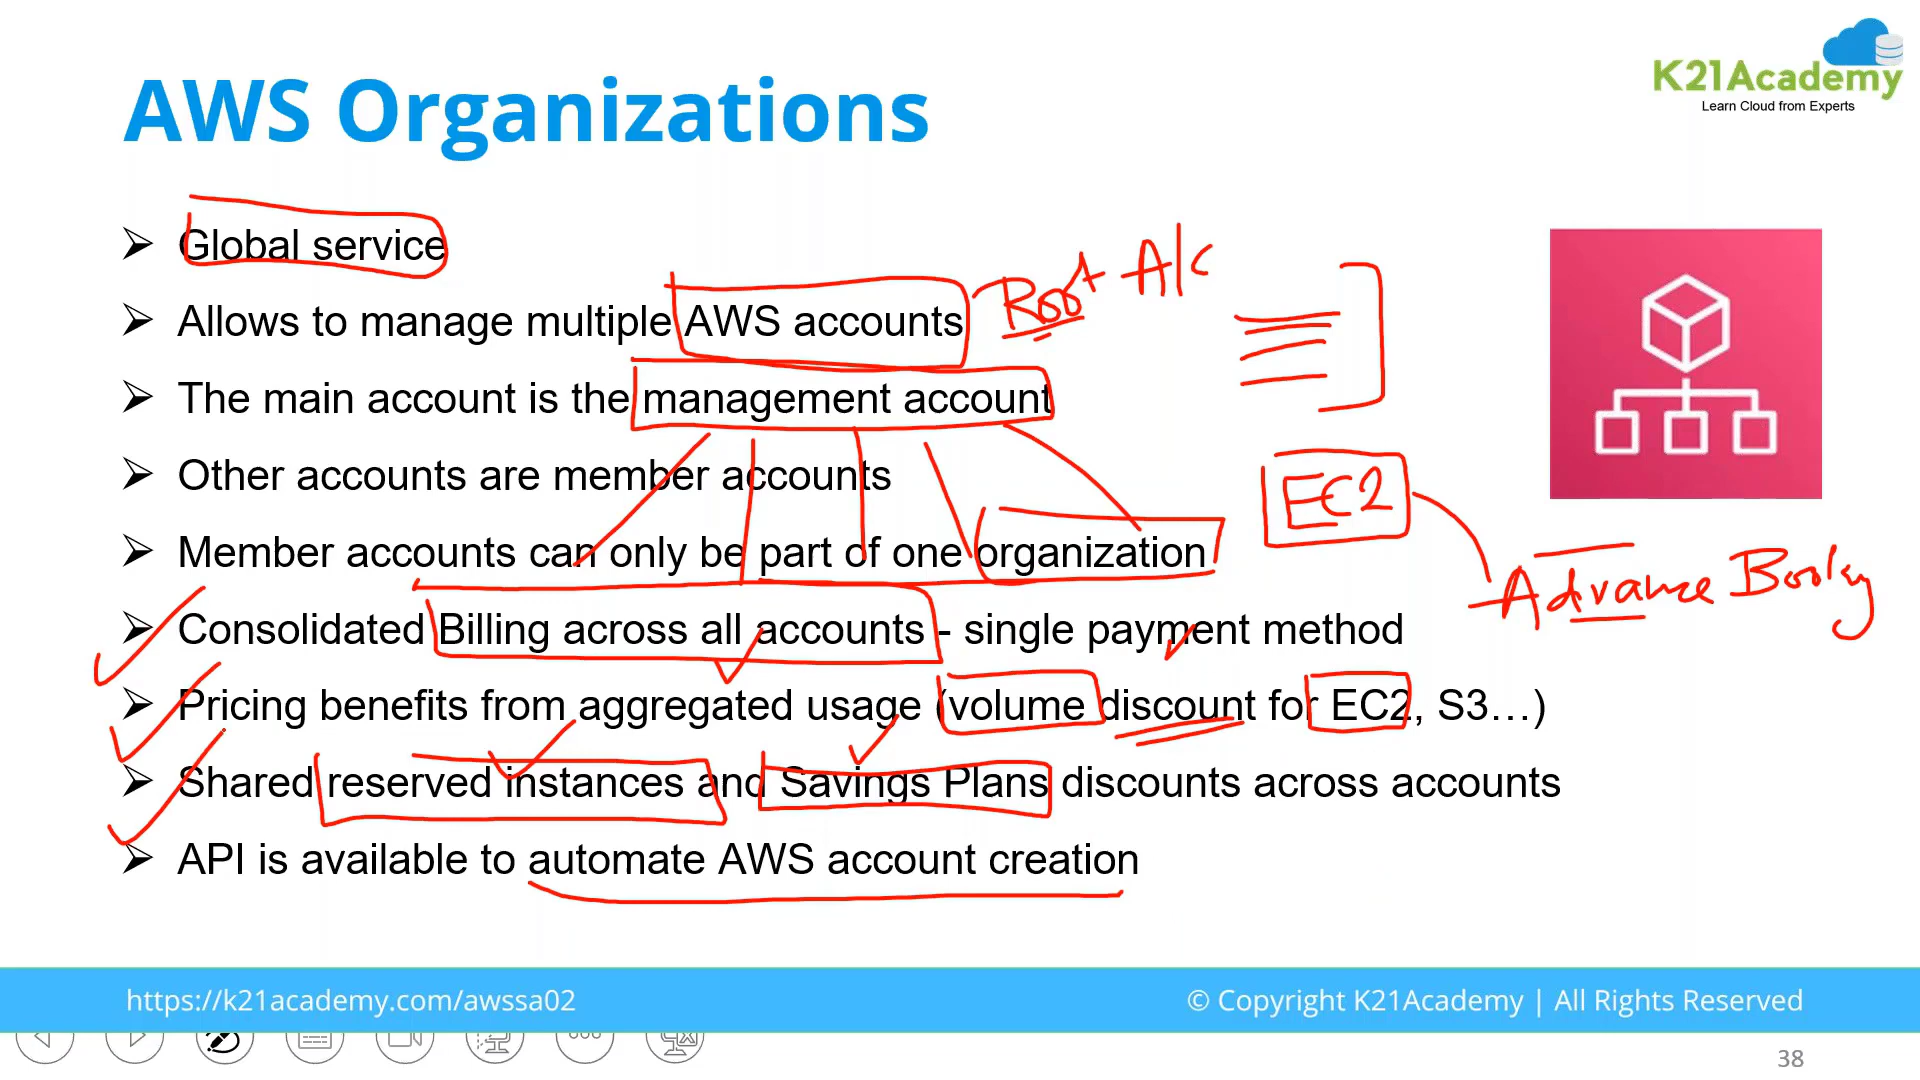 K21Academy
Learn Cloud from Experts
AWS Organizations
Global service
Allows to manage multiple AWS accounts
Root A/c
The main account is the management account
Other accounts are member accounts
EC2
Member accounts can only be part of one organization
Advance
Consolidated Billing across all accounts - single payment method
Pricing benefits from aggregated usage (volume discount for EC2, S3…)
Shared reserved instances and Savings Plans discounts across accounts
API is available to automate AWS account creation
https://k21academy.com/awssa02
© Copyright K21Academy | All Rights Reserved
38